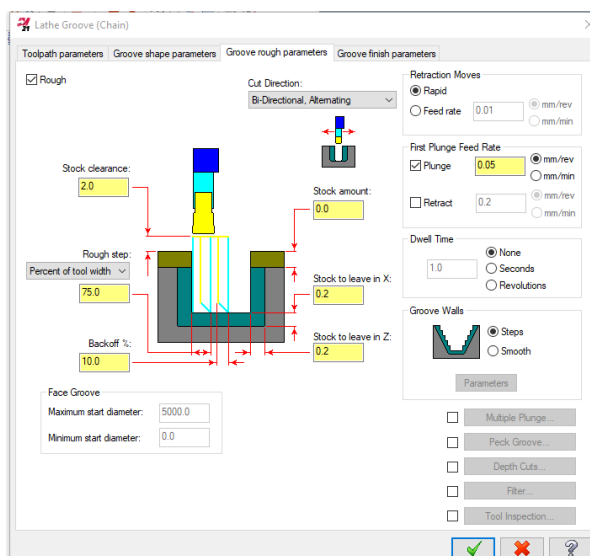 Lathe Groove (Chain)
Toolpath parameters
Groove shape parameters
Groove rough parameters
Groove finish parameters
Rough
Cut Direction:
Bi-Directional, Alternating
Stock clearance:
2.0
Stock amount:
0.0
Rough step:
Percent of tool width
75.0
Stock to leave in X:
0.2
Backoff %:
10.0
Stock to leave in Z:
0.2
Face Groove
Maximum start diameter:
5000.0
Minimum start diameter:
0.0
Retraction Moves
Rapid
Feed rate
0.01
mm/rev
mm/min
First Plunge Feed Rate
Plunge
0.05
mm/rev
mm/min
Retract
0.2
mm/rev
mm/min
Dwell Time
1.0
None
Seconds
Revolutions
Groove Walls
Steps
Smooth
Parameters
Multiple Plunge...
Peck Groove...
Depth Cuts...
Filter...
Tool Inspection...
?